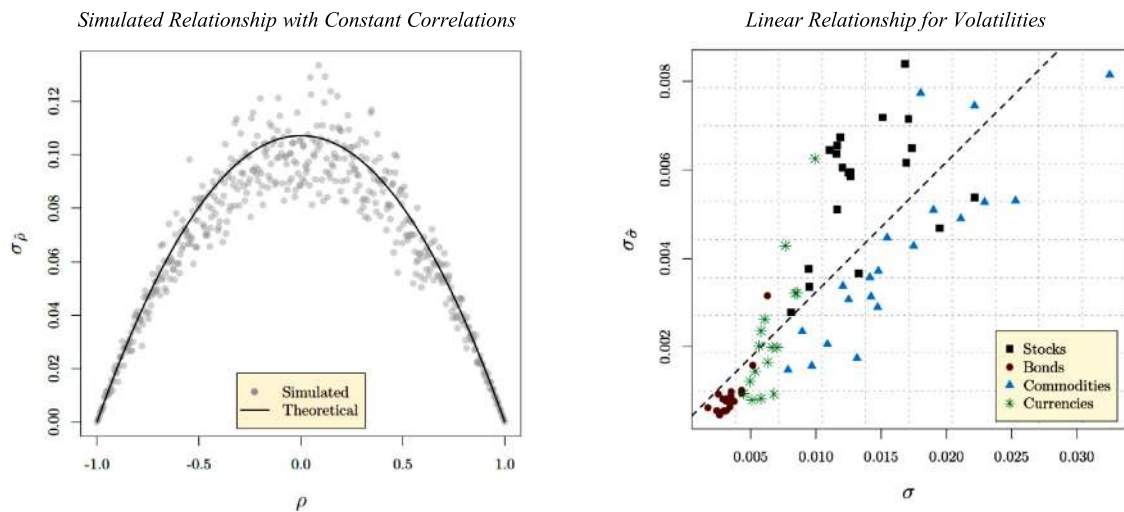 Simulated Relationship with Constant Correlations
σρ̂
0.12
0.10
0.08
0.06
0.04
0.02
0.00
Simulated
Theoretical
-1.0 -0.5 0.0 0.5 1.0
ρ
Linear Relationship for Volatilities
σσ̂
0.008
0.006
0.004
0.002
Stocks
Bonds
Commodities
Currencies
0.005 0.010 0.015 0.020 0.025 0.030
σ